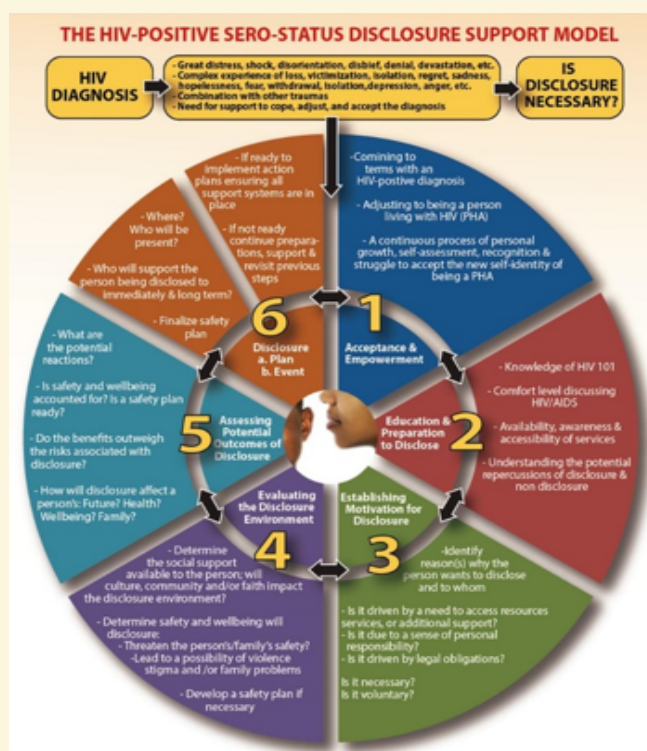 THE HIV-POSITIVE SERO-STATUS DISCLOSURE SUPPORT MODEL
HIV
DIAGNOSIS
- Great distress, shock, disorientation, disbief, denial, devastation, etc.
- Complex experience of loss, victimization, isolation, regret, sadness,
hopelessness, fear, withdrawal, isolation,depression, anger, etc.
- Combination with other traumas
- Need for support to cope, adjust, and accept the diagnosis
IS
DISCLOSURE
NECESSARY?
-Comining to
terms with an
HIV-postive diagnosis
- Adjusting to being a person
living with HIV (PHA)
- A continuous process of personal
growth, self-assessment, recognition &
struggle to accept the new self-identity of
being a PHA
1
Acceptance &
Empowerment
- Knowledge of HIV 101
- Comfort level discussing
HIV/AIDS
- Availability, awareness &
accessibility of services
- Understanding the potential
repercussions of disclosure &
non disclosure
2
Education &
Preparation
to Disclose
3
Establishing
Motivation for
Disclosure
-Identify
reason(s) why the
person wants to disclose
and to whom
- Is it driven by a need to access resources
services, or additional support?
- Is it due to a sense of personal
responsibility?
- Is it driven by legal obligations?
Is it necessary?
Is it voluntary?
4
Evaluating
the Disclosure
Environment
- Determine
the social support
available to the person; will
culture, community and/or faith impact
the disclosure environment?
- Determine safety and wellbeing will
disclosure:
- Threaten the person's/family's safety?
-Lead to a possibility of violence
stigma and /or family problems
- Develop a safety plan if
necessary
5
Assessing
Potential
Outcomes of
Disclosure
- What are
the potential
reactions?
- Is safety and wellbeing
accounted for? Is a safety plan
ready?
- Do the benefits outweigh
the risks associated with
disclosure?
- How will disclosure affect a
person's: Future? Health?
Wellbeing? Family?
6
Disclosure
a. Plan
b. Event
- Where?
Who will be
present?
- Who will support the
person being disclosed to
immediately & long term?
- Finalize safety
plan
- If ready to
implement action
plans ensuring all
support systems are in
place
- If not ready
continue prepara-
tions, support &
revisit previous
steps